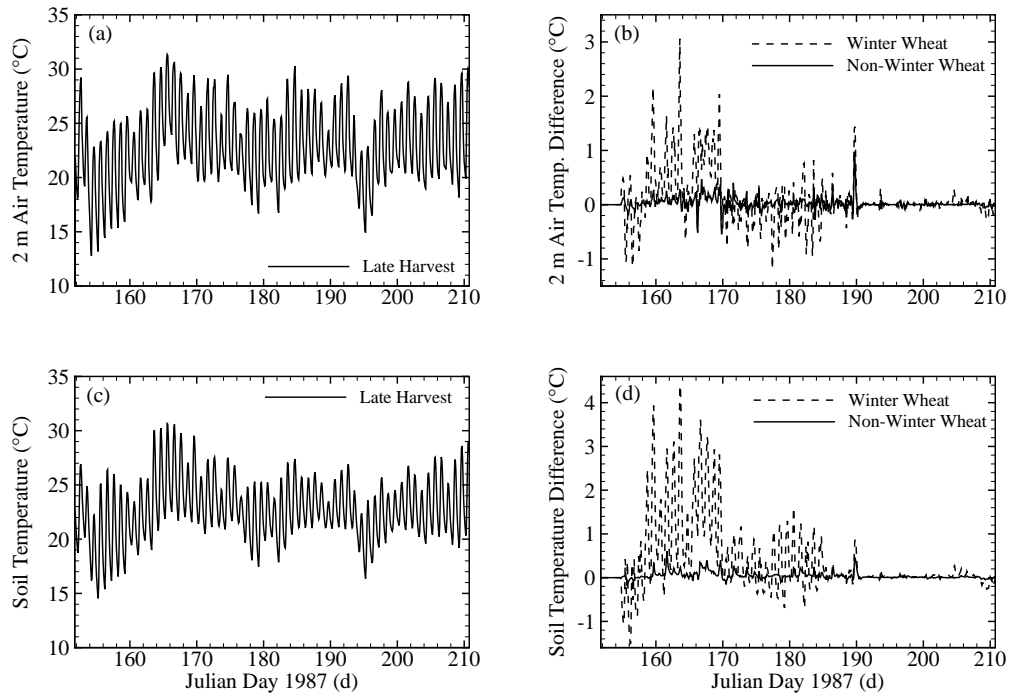 (a)
2 m Air Temperature (°C)
35
30
25
20
15
10
Late Harvest
160 170 180 190 200 210
(b)
2 m Air Temp. Difference (°C)
3
2
1
0
-1
Winter Wheat
Non-Winter Wheat
160 170 180 190 200 210
(c)
Soil Temperature (°C)
35
30
25
20
15
10
Late Harvest
160 170 180 190 200 210
Julian Day 1987 (d)
(d)
Soil Temperature Difference (°C)
4
3
2
1
0
-1
Winter Wheat
Non-Winter Wheat
160 170 180 190 200 210
Julian Day 1987 (d)